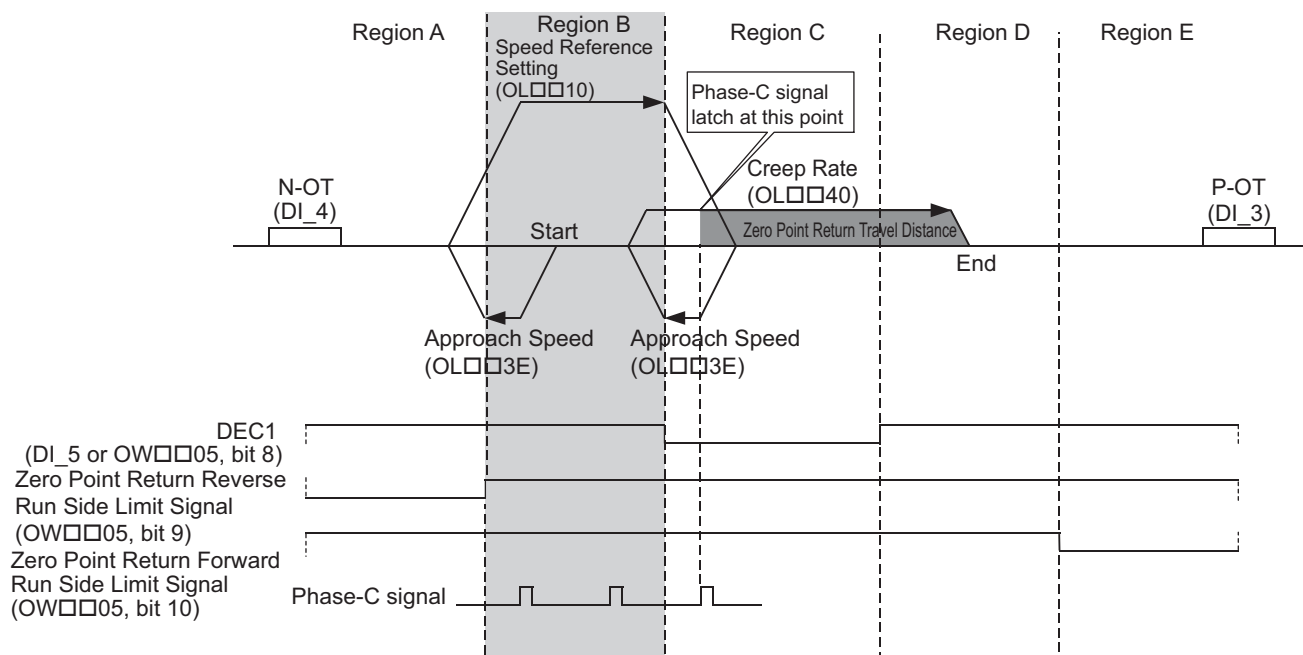 Region A
Region B
Region C
Region D
Region E
Speed Reference
Setting
(OL□□10)
Phase-C signal
latch at this point
Creep Rate
(OL□□40)
N-OT
(DI_4)
P-OT
(DI_3)
Start
Zero Point Return Travel Distance
End
Approach Speed
(OL□□3E)
Approach Speed
(OL□□3E)
DEC1
(DI_5 or OW□□05, bit 8)
Zero Point Return Reverse
Run Side Limit Signal
(OW□□05, bit 9)
Zero Point Return Forward
Run Side Limit Signal
(OW□□05, bit 10)
Phase-C signal